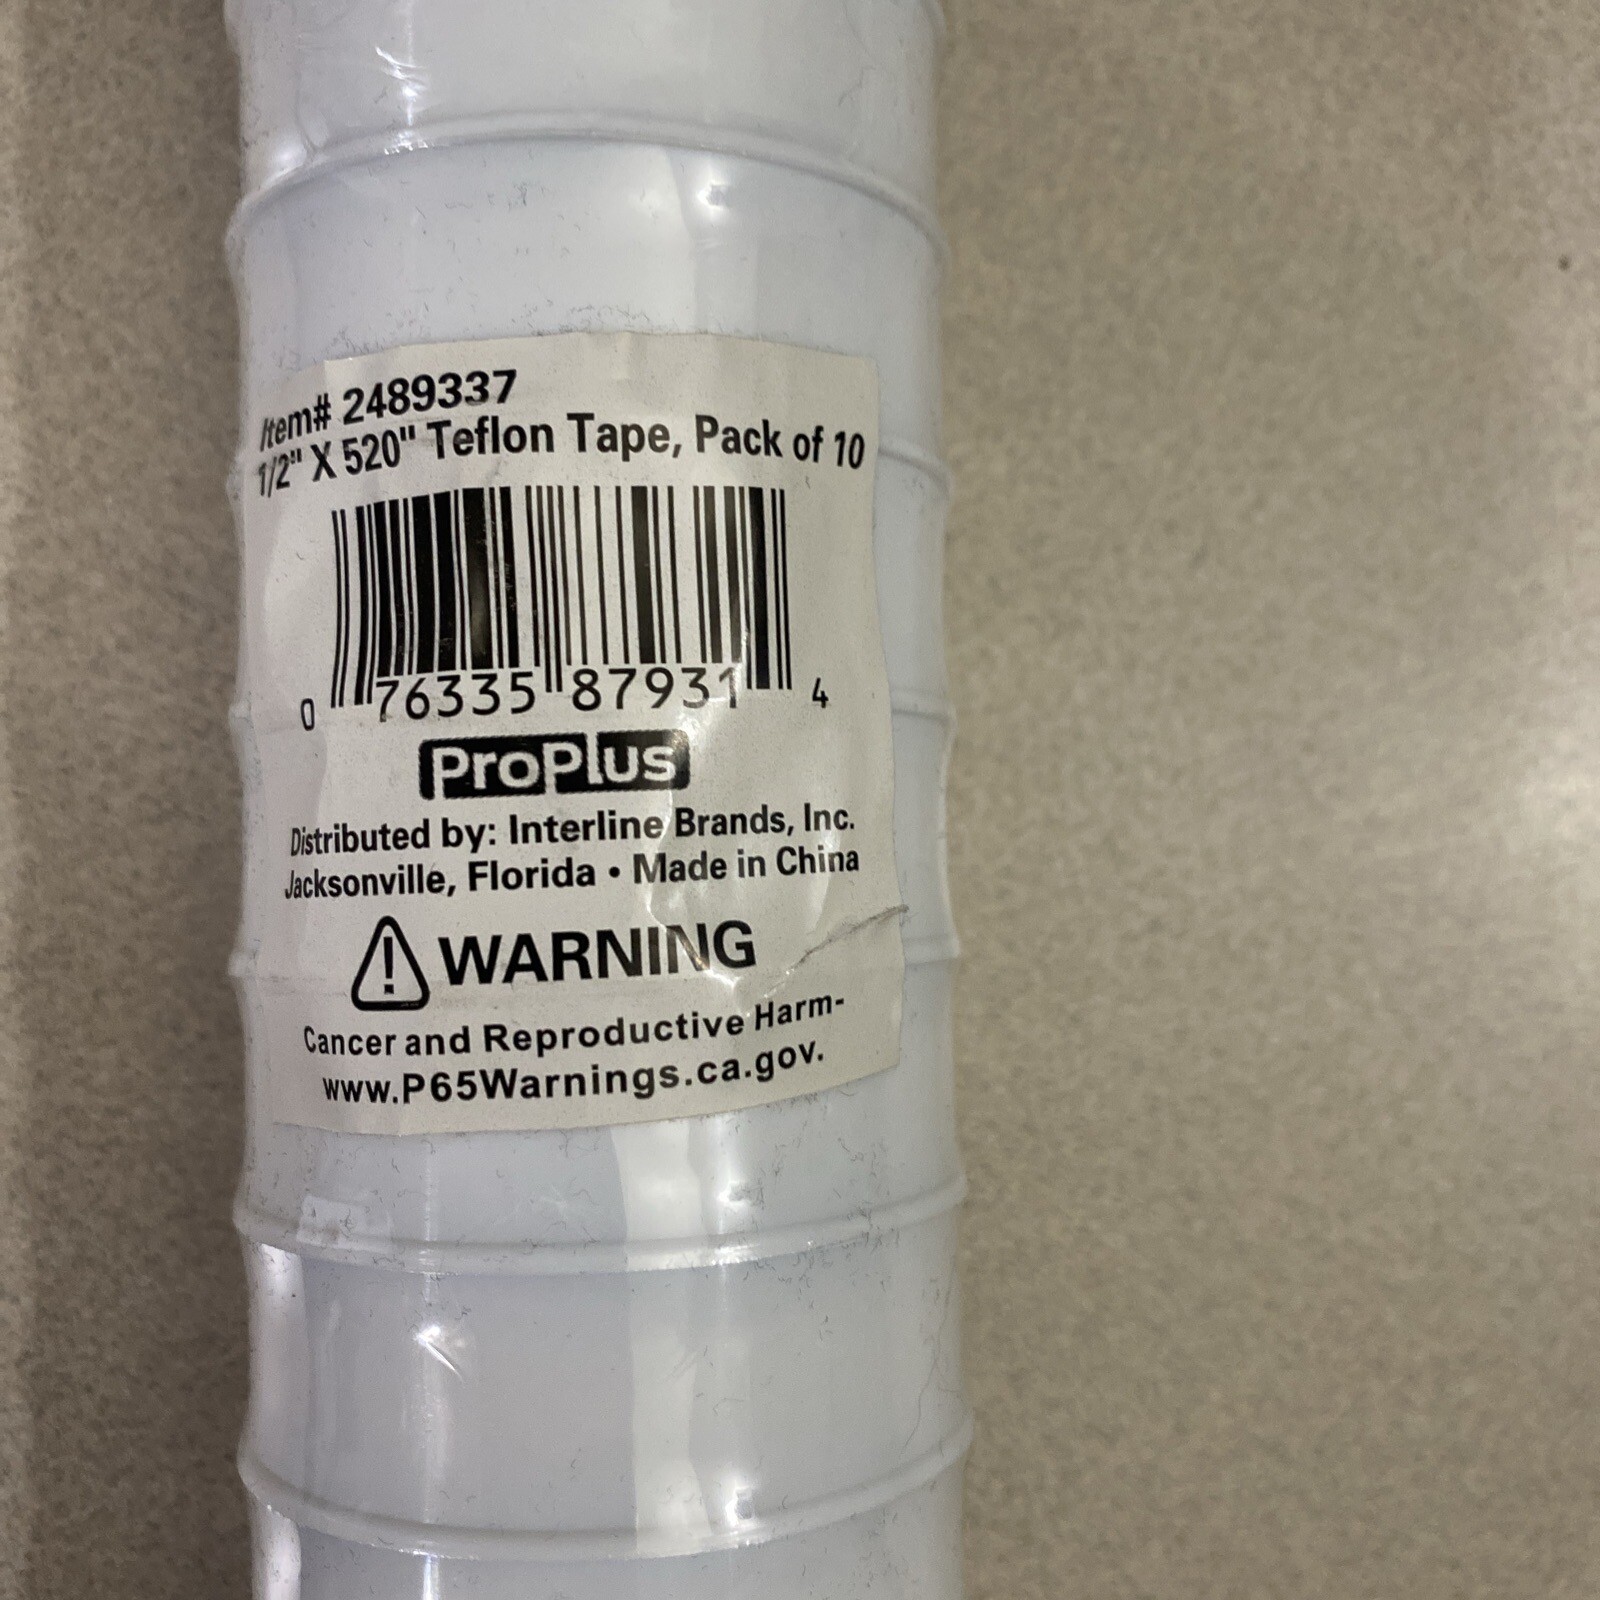 Item# 2489337
1/2" X 520" Teflon Tape, Pack of 10
0 76335 87931 4
ProPlus
Distributed by: Interline Brands, Inc.
Jacksonville, Florida • Made in China
WARNING
Cancer and Reproductive Harm-
www.P65Warnings.ca.gov.